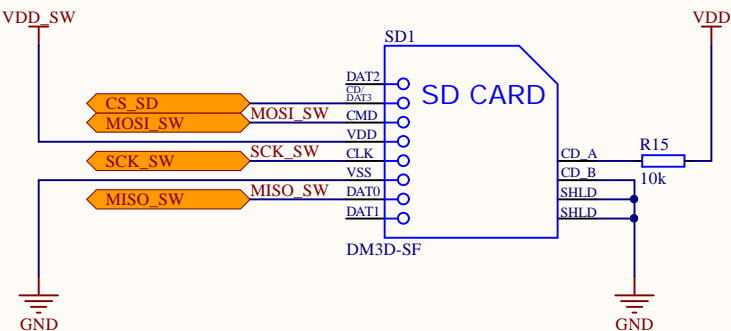 VDD_SW
VDD
SD1
SD CARD
DAT2
CS_SD
CD/
DAT3
MOSI_SW
MOSI_SW
CMD
VDD
SCK_SW
SCK_SW
CLK
CD_A
R15
10k
VSS
CD_B
MISO_SW
MISO_SW
DAT0
SHLD
DAT1
SHLD
DM3D-SF
GND
GND